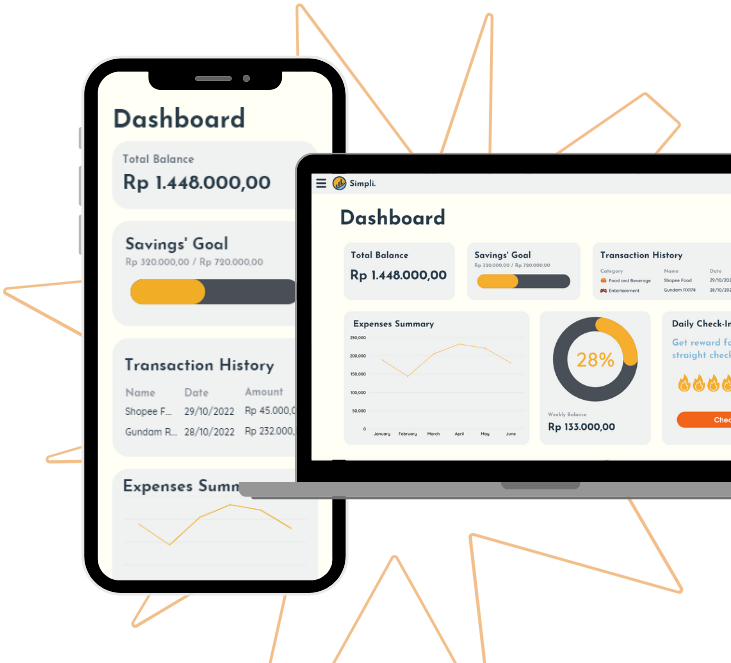 Dashboard
Total Balance
Rp 1.448.000,00
Savings' Goal
Rp 320.000,00 / Rp 720.000,00
Transaction History
Name Date Amount
Shopee F... 29/10/2022 Rp 45.000,0
Gundam R... 28/10/2022 Rp 232.000,
Expenses Summ
Simpli.
Dashboard
Total Balance
Rp 1.448.000,00
Savings' Goal
Rp 320.000,00 / Rp 720.000,00
Transaction History
Category Name Date
Food and Beverage Shopee Food 29/10/202
Entertainment Gundam 28/10/202
Expenses Summary
250,000
200,000
150,000
100,000
50,000
0
January February March April May June
28%
Weekly Balance
Rp 133.000,00
Daily Check-In
Get reward fo
straight check
Chec